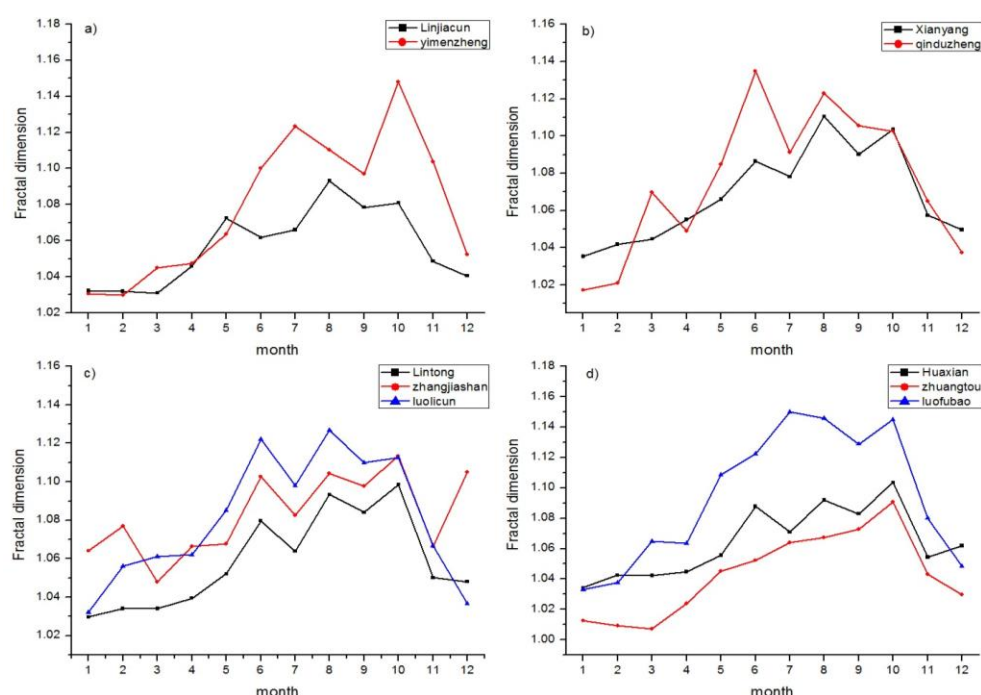 a)
Linjiacun
yimenzheng
Fractal dimension
1.18
1.16
1.14
1.12
1.10
1.08
1.06
1.04
1.02
1 2 3 4 5 6 7 8 9 10 11 12
month
b)
Xianyang
qinduzheng
Fractal dimension
1.16
1.14
1.12
1.10
1.08
1.06
1.04
1.02
1 2 3 4 5 6 7 8 9 10 11 12
month
c)
Lintong
zhangjiashan
luolicun
Fractal dimension
1.16
1.14
1.12
1.10
1.08
1.06
1.04
1.02
1 2 3 4 5 6 7 8 9 10 11 12
month
d)
Huaxian
zhuangtou
luofubao
Fractal dimension
1.18
1.16
1.14
1.12
1.10
1.08
1.06
1.04
1.02
1.00
1 2 3 4 5 6 7 8 9 10 11 12
month